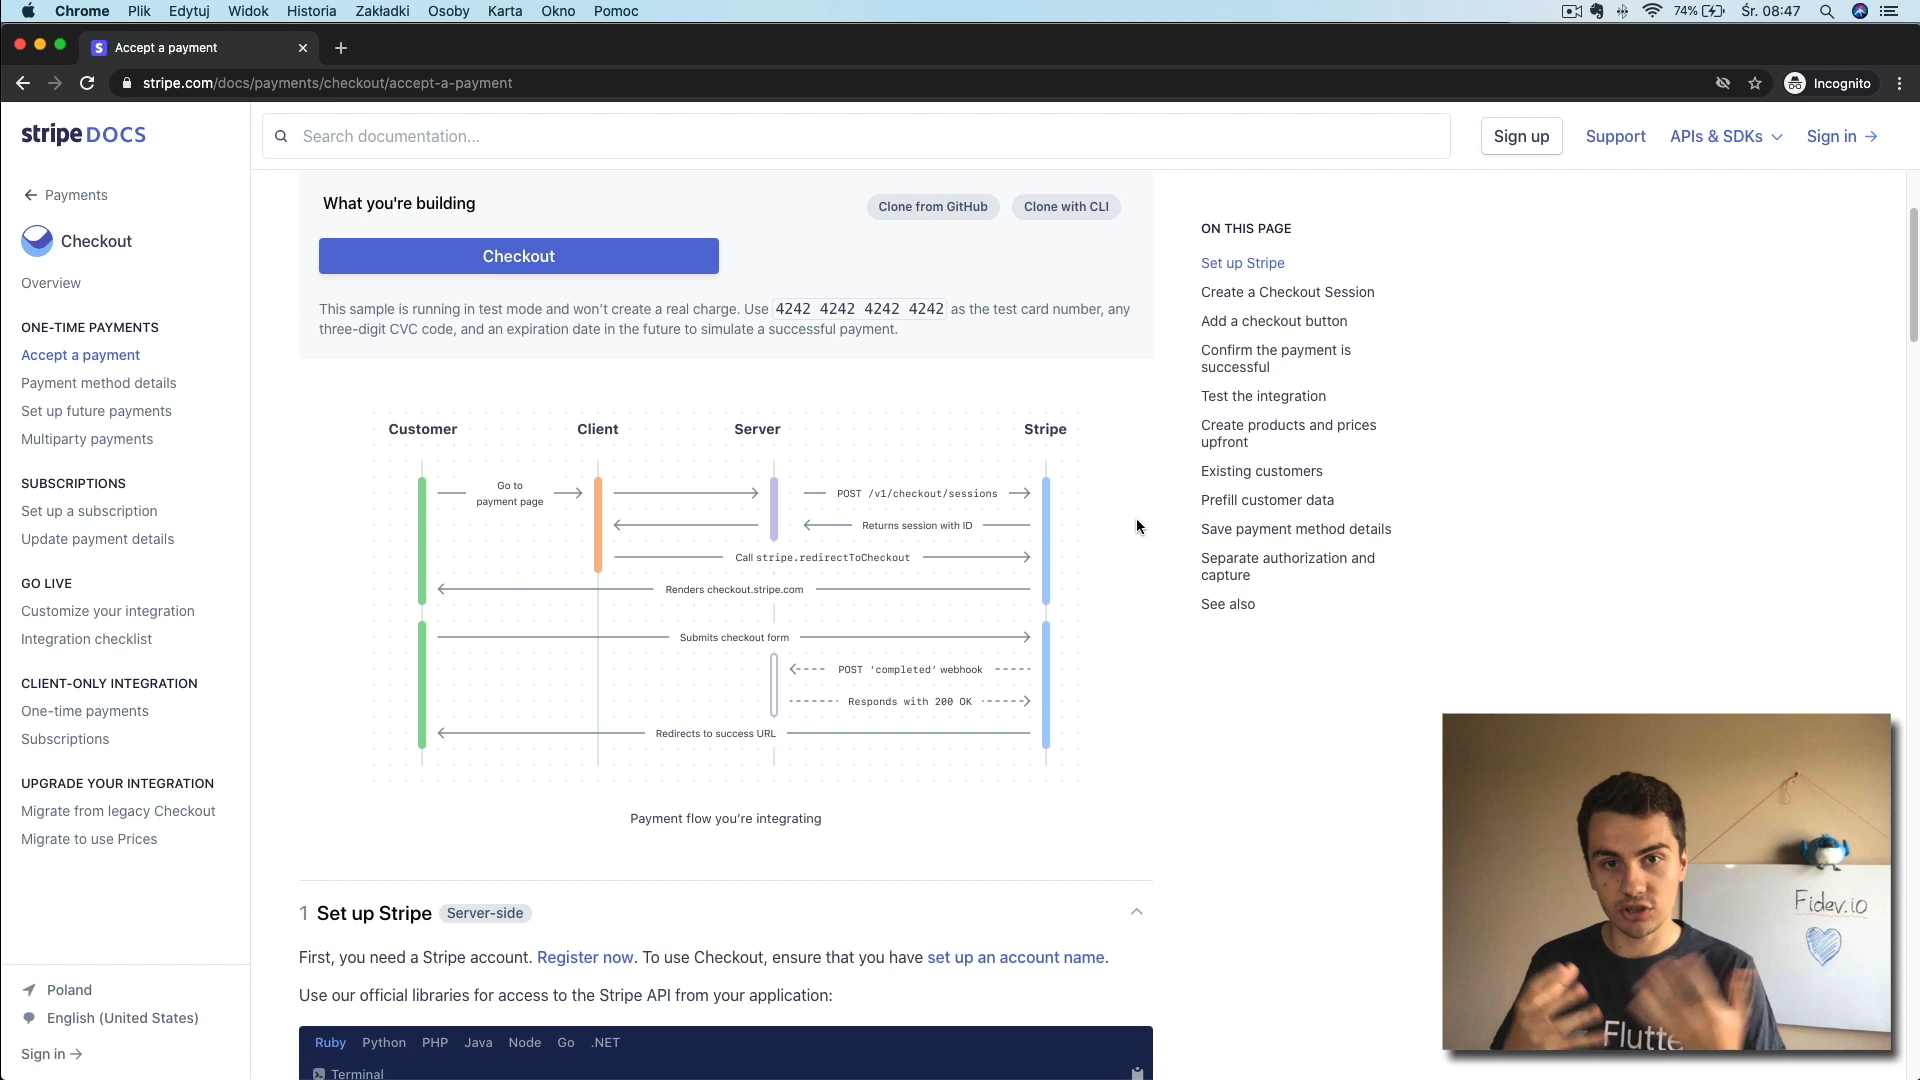 Chrome Plik Edytuj Widok Historia Zakładki Osoby Karta Okno Pomoc 74% Śr. 08:47
S Accept a payment
stripe.com/docs/payments/checkout/accept-a-payment Incognito
stripe DOCS Search documentation... Sign up Support APIs & SDKs Sign in
Payments
Checkout
Overview
ONE-TIME PAYMENTS
Accept a payment
Payment method details
Set up future payments
Multiparty payments
SUBSCRIPTIONS
Set up a subscription
Update payment details
GO LIVE
Customize your integration
Integration checklist
CLIENT-ONLY INTEGRATION
One-time payments
Subscriptions
UPGRADE YOUR INTEGRATION
Migrate from legacy Checkout
Migrate to use Prices
Poland
English (United States)
Sign in
What you're building Clone from GitHub Clone with CLI
Checkout
This sample is running in test mode and won't create a real charge. Use 4242 4242 4242 4242 as the test card number, any
three-digit CVC code, and an expiration date in the future to simulate a successful payment.
Customer Client Server Stripe
Go to
payment page
POST /v1/checkout/sessions
Returns session with ID
Call stripe.redirectToCheckout
Renders checkout.stripe.com
Submits checkout form
POST 'completed' webhook
Responds with 200 OK
Redirects to success URL
Payment flow you're integrating
1 Set up Stripe Server-side
First, you need a Stripe account. Register now. To use Checkout, ensure that you have set up an account name.
Use our official libraries for access to the Stripe API from your application:
Ruby Python PHP Java Node Go .NET
Terminal
ON THIS PAGE
Set up Stripe
Create a Checkout Session
Add a checkout button
Confirm the payment is
successful
Test the integration
Create products and prices
upfront
Existing customers
Prefill customer data
Save payment method details
Separate authorization and
capture
See also
Fidev.io
Flutte